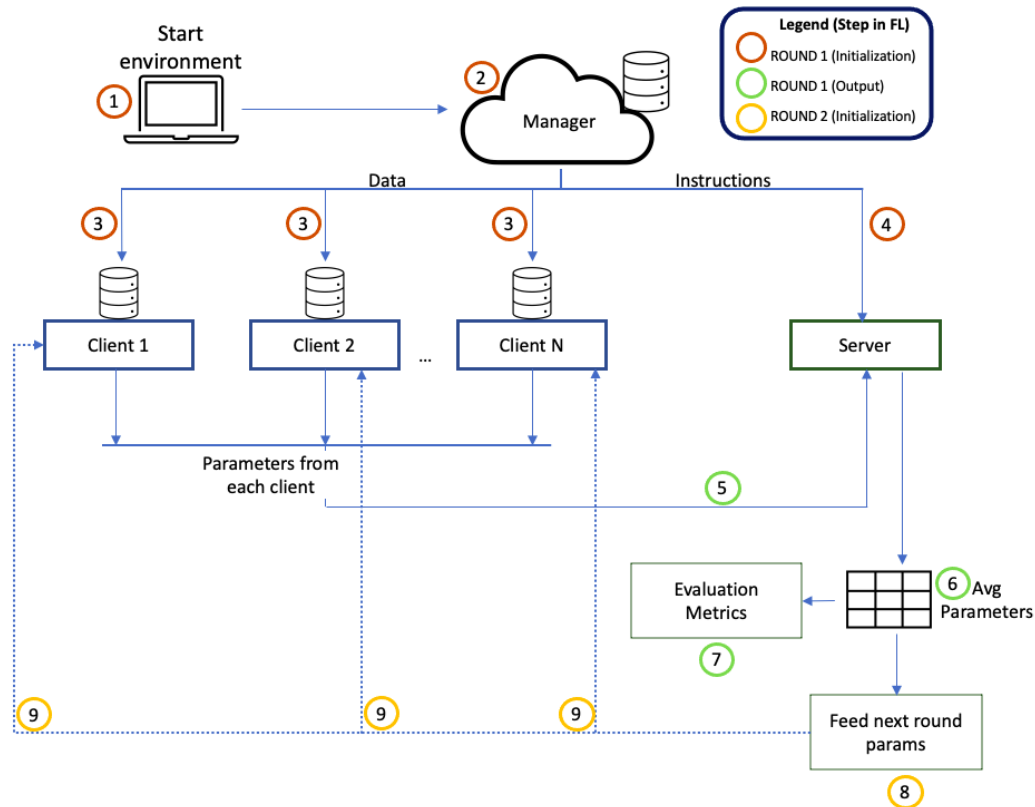 Legend (Step in FL)
ROUND 1 (Initialization)
ROUND 1 (Output)
ROUND 2 (Initialization)
Start
environment
1
2
Manager
Data
Instructions
3
3
3
4
Client 1
Client 2
...
Client N
Server
Parameters from
each client
5
6
Avg
Parameters
Evaluation
Metrics
7
9
9
9
Feed next round
params
8